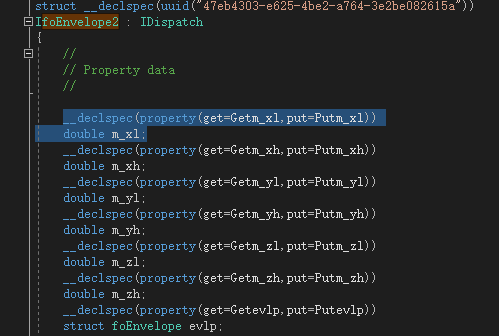 struct __declspec(uuid("47eb4303-e625-4be2-a764-3e2be082615a"))
IfoEnvelope2 : IDispatch
{
//
// Property data
//
__declspec(property(get=Getm_xl,put=Putm_xl))
double m_xl;
__declspec(property(get=Getm_xh,put=Putm_xh))
double m_xh;
__declspec(property(get=Getm_yl,put=Putm_yl))
double m_yl;
__declspec(property(get=Getm_yh,put=Putm_yh))
double m_yh;
__declspec(property(get=Getm_zl,put=Putm_zl))
double m_zl;
__declspec(property(get=Getm_zh,put=Putm_zh))
double m_zh;
__declspec(property(get=Getevlp,put=Putevlp))
struct foEnvelope evlp;